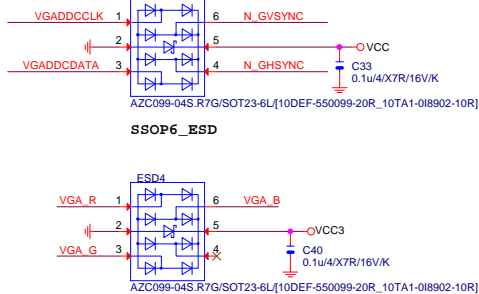 VGADDCCLK 1 6 N_GVSYNC
2 5 VCC
VGADDCDATA 3 4 N_GHSYNC
C33
0.1u/4/X7R/16V/K
AZC099-04S.R7G/SOT23-6L/[10DEF-550099-20R_10TA1-0I8902-10R]
SSOP6_ESD
ESD4
VGA_R 1 6 VGA_B
2 5 VCC3
VGA_G 3 4
C40
0.1u/4/X7R/16V/K
AZC099-04S.R7G/SOT23-6L/[10DEF-550099-20R_10TA1-0I8902-10R]